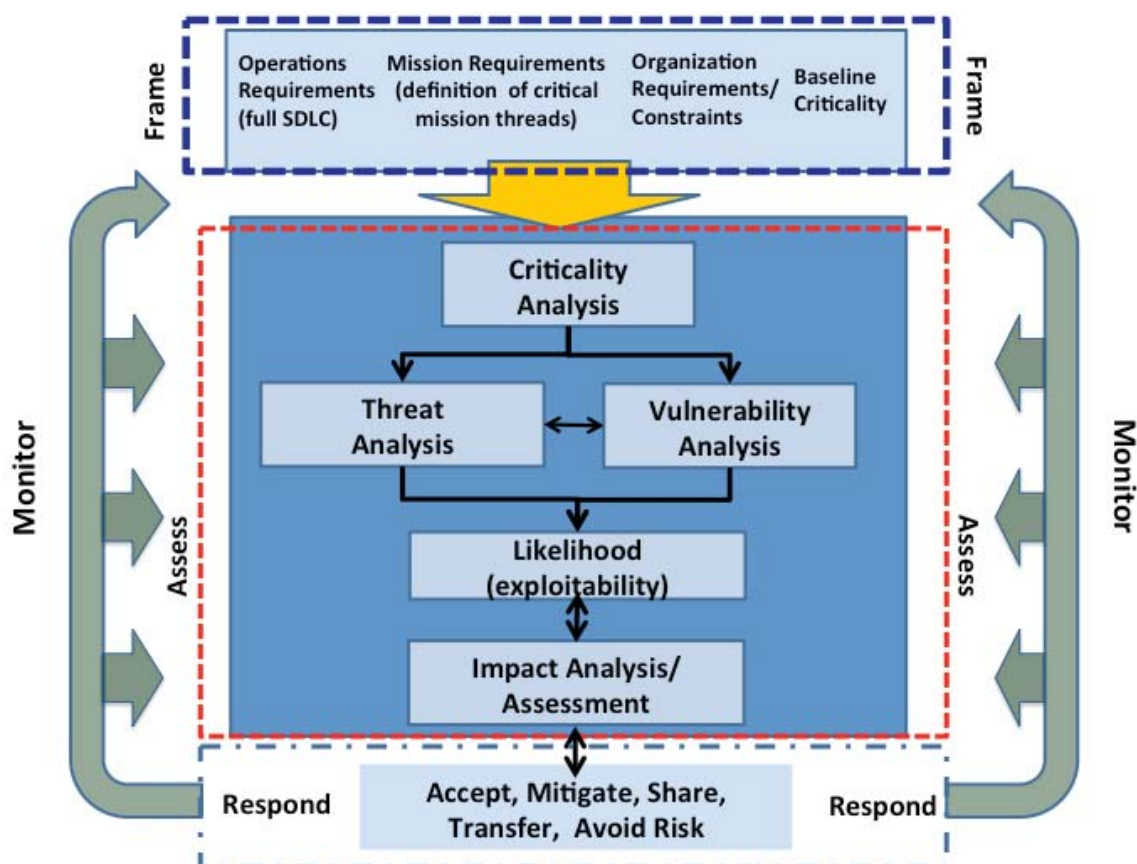 Frame
Operations
Requirements
(full SDLC)
Mission Requirements
(definition of critical
mission threads)
Organization
Requirements/
Constraints
Baseline
Criticality
Frame
Monitor
Assess
Criticality
Analysis
Threat
Analysis
Vulnerability
Analysis
Likelihood
(exploitability)
Impact Analysis/
Assessment
Assess
Monitor
Respond
Accept, Mitigate, Share,
Transfer, Avoid Risk
Respond